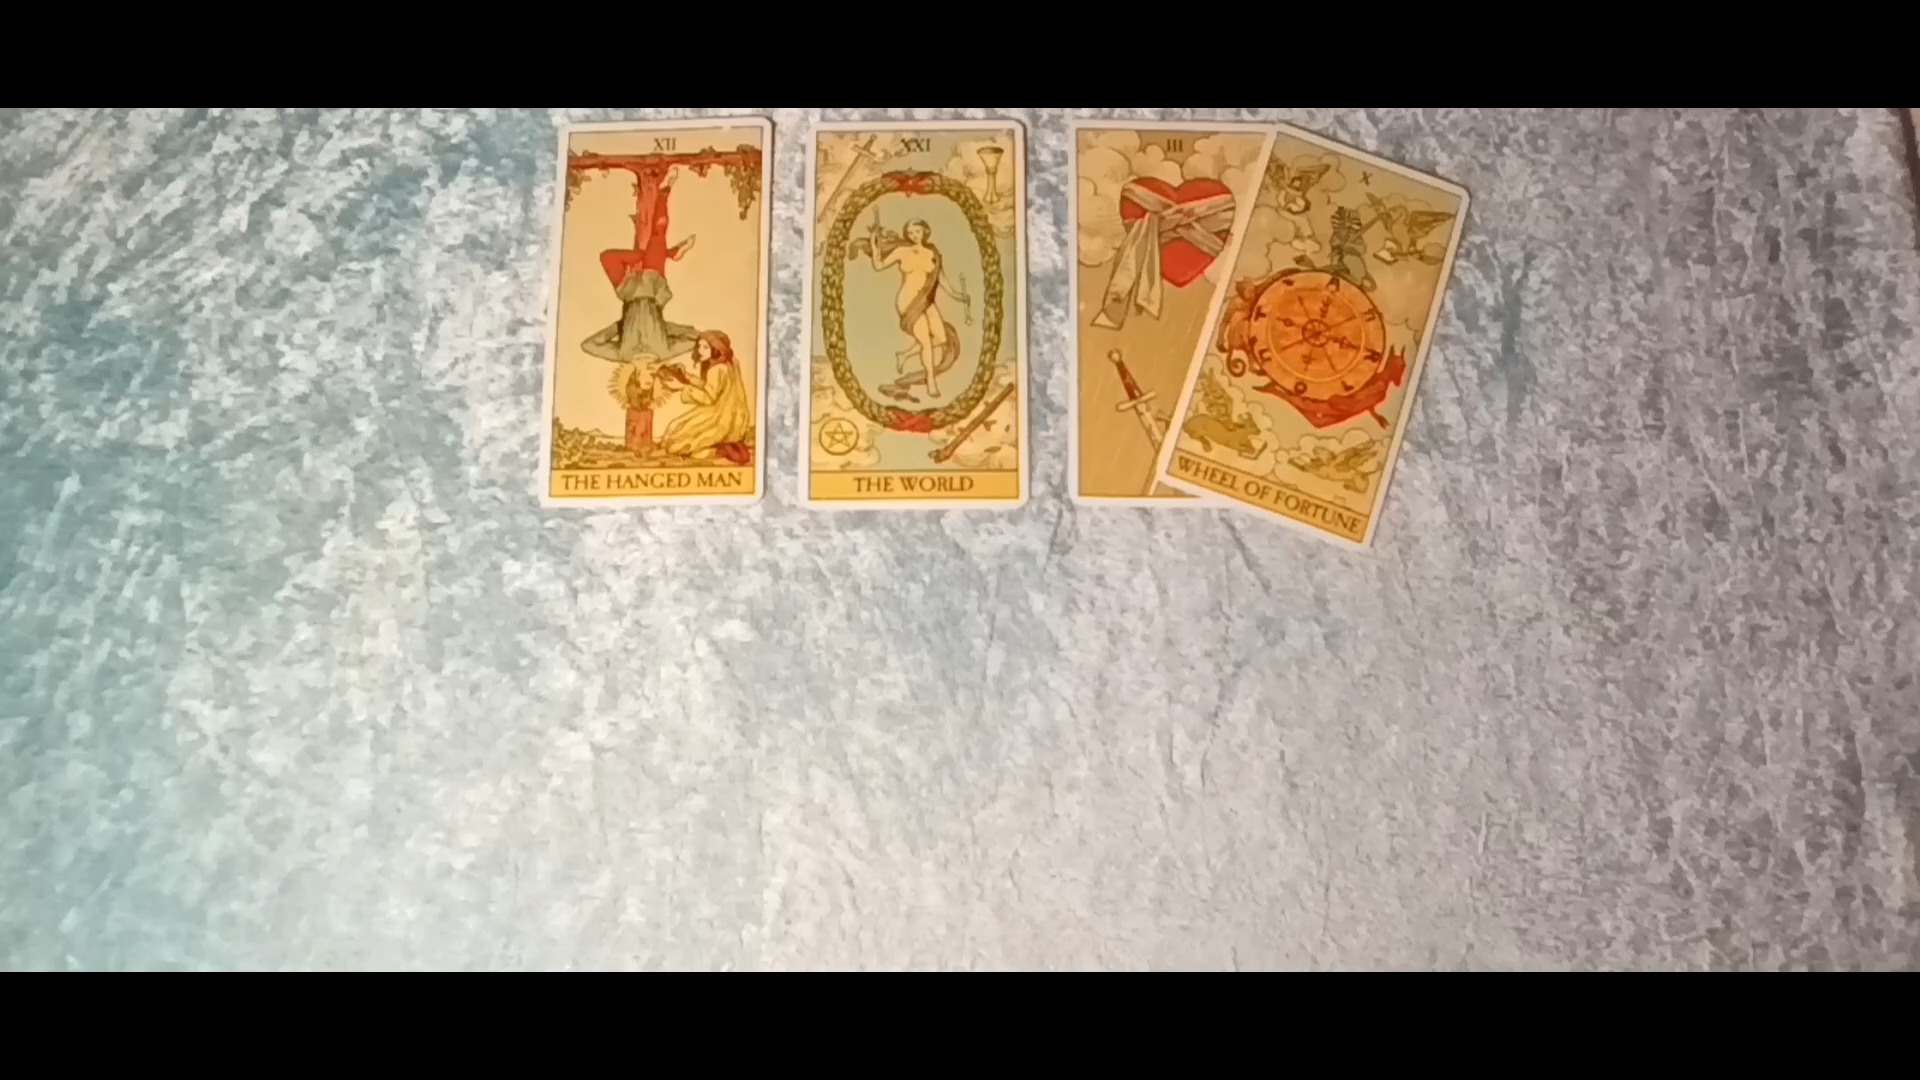 XII
THE HANGED MAN
XXI
THE WORLD
III
X
WHEEL OF FORTUNE